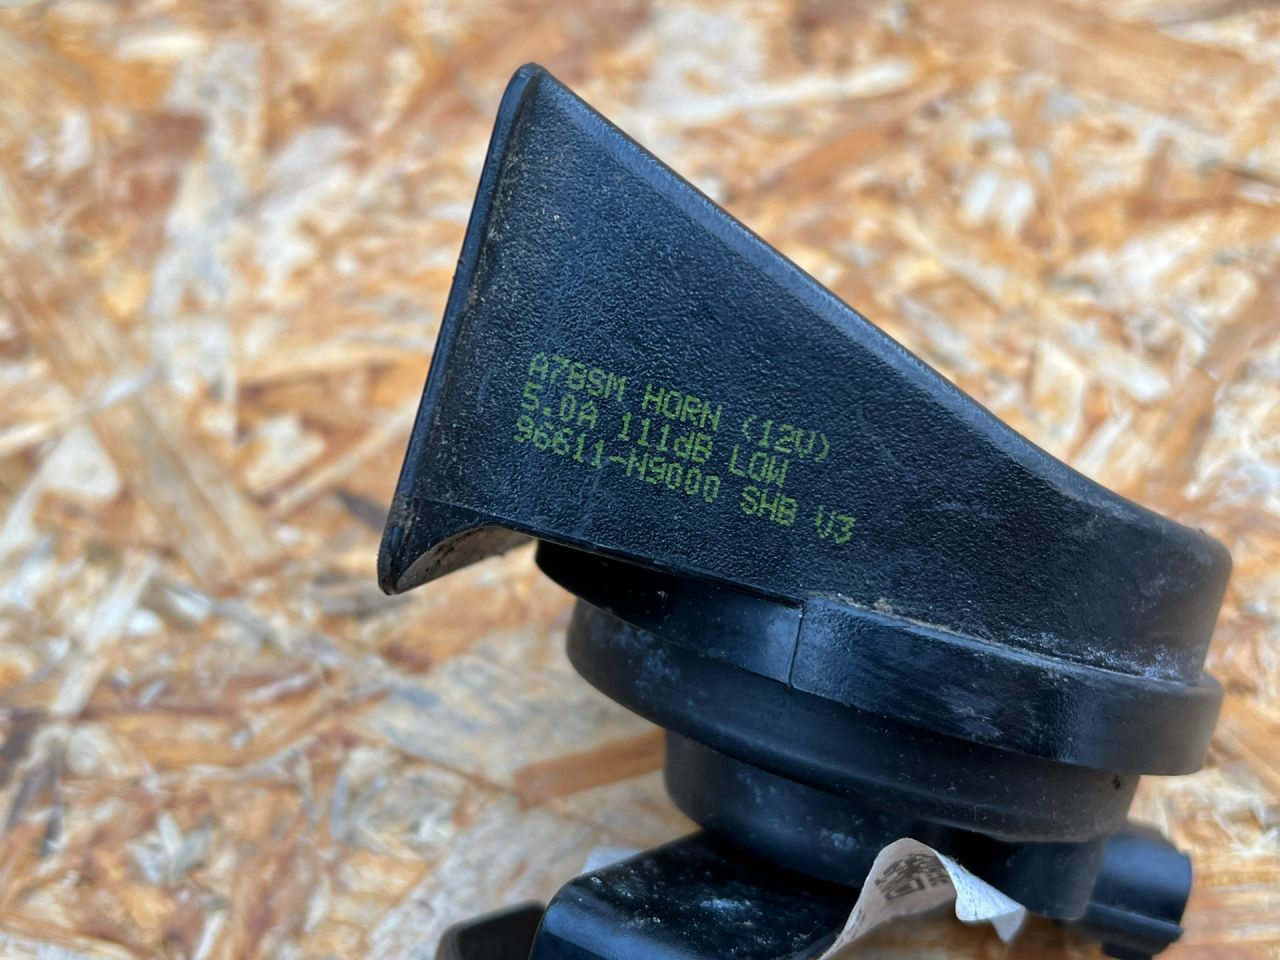 A78SM HORN (12V)
5.0A 111dB LOW
96611-N9000 SHB V3